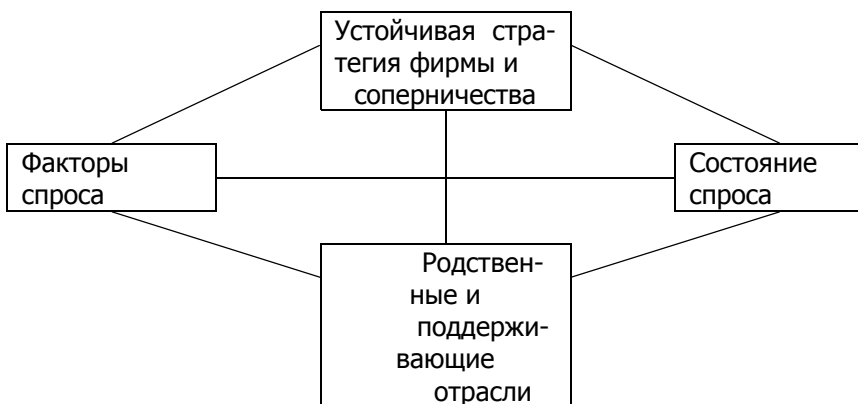 Устойчивая стра-
тегия фирмы и
соперничества
Факторы
спроса
Состояние
спроса
Родствен-
ные и
поддержи-
вающие
отрасли